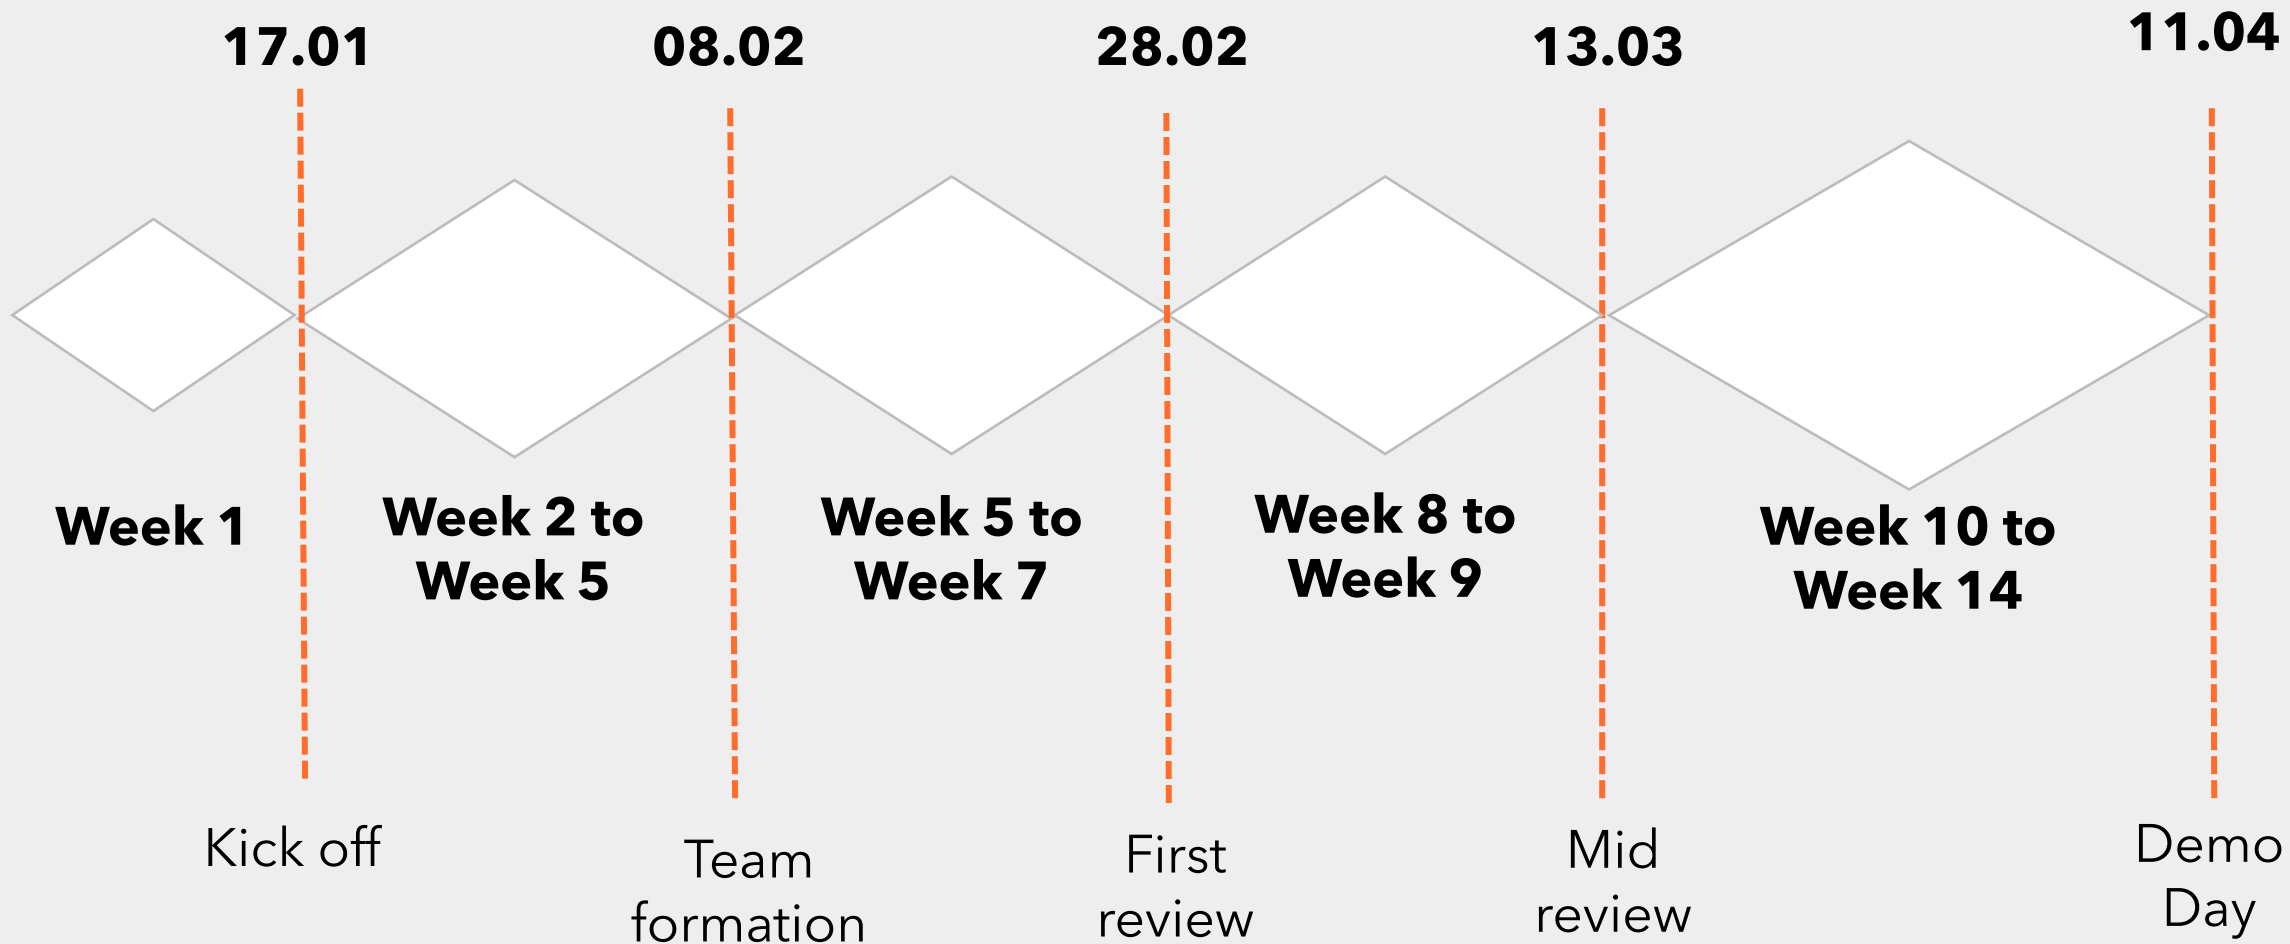 17.01
08.02
28.02
13.03
11.04
Week 1
Week 2 to
Week 5
Week 5 to
Week 7
Week 8 to
Week 9
Week 10 to
Week 14
Kick off
Team
formation
First
review
Mid
review
Demo
Day